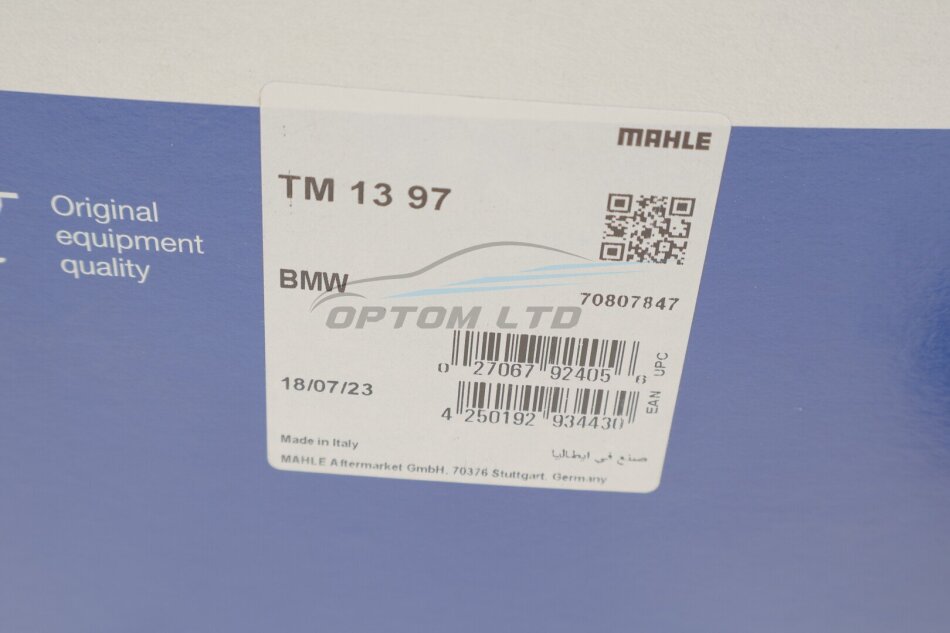 Original
equipment
quality
MAHLE
TM 13 97
BMW
70807847
OPTOM LTD
0 27067 92405 6
UPC
18/07/23
4 250192 934430
EAN
Made in Italy
صنع في ايطاليا
MAHLE Aftermarket GmbH, 70376 Stuttgart, Germany